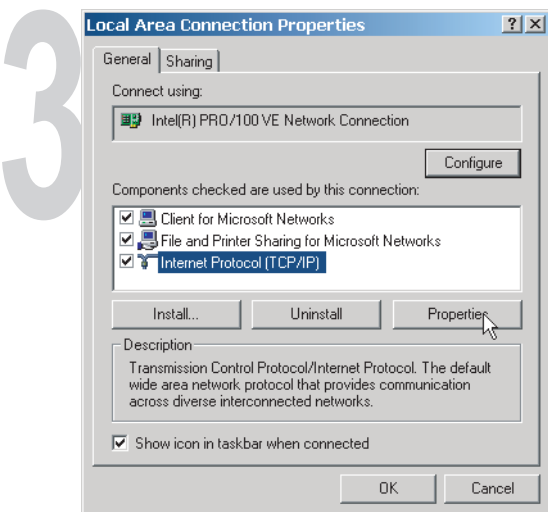 3
Local Area Connection Properties
General Sharing
Connect using:
Intel(R) PRO/100 VE Network Connection
Configure
Components checked are used by this connection:
Client for Microsoft Networks
File and Printer Sharing for Microsoft Networks
Internet Protocol (TCP/IP)
Install... Uninstall Properties
Description
Transmission Control Protocol/Internet Protocol. The default
wide area network protocol that provides communication
across diverse interconnected networks.
Show icon in taskbar when connected
OK Cancel